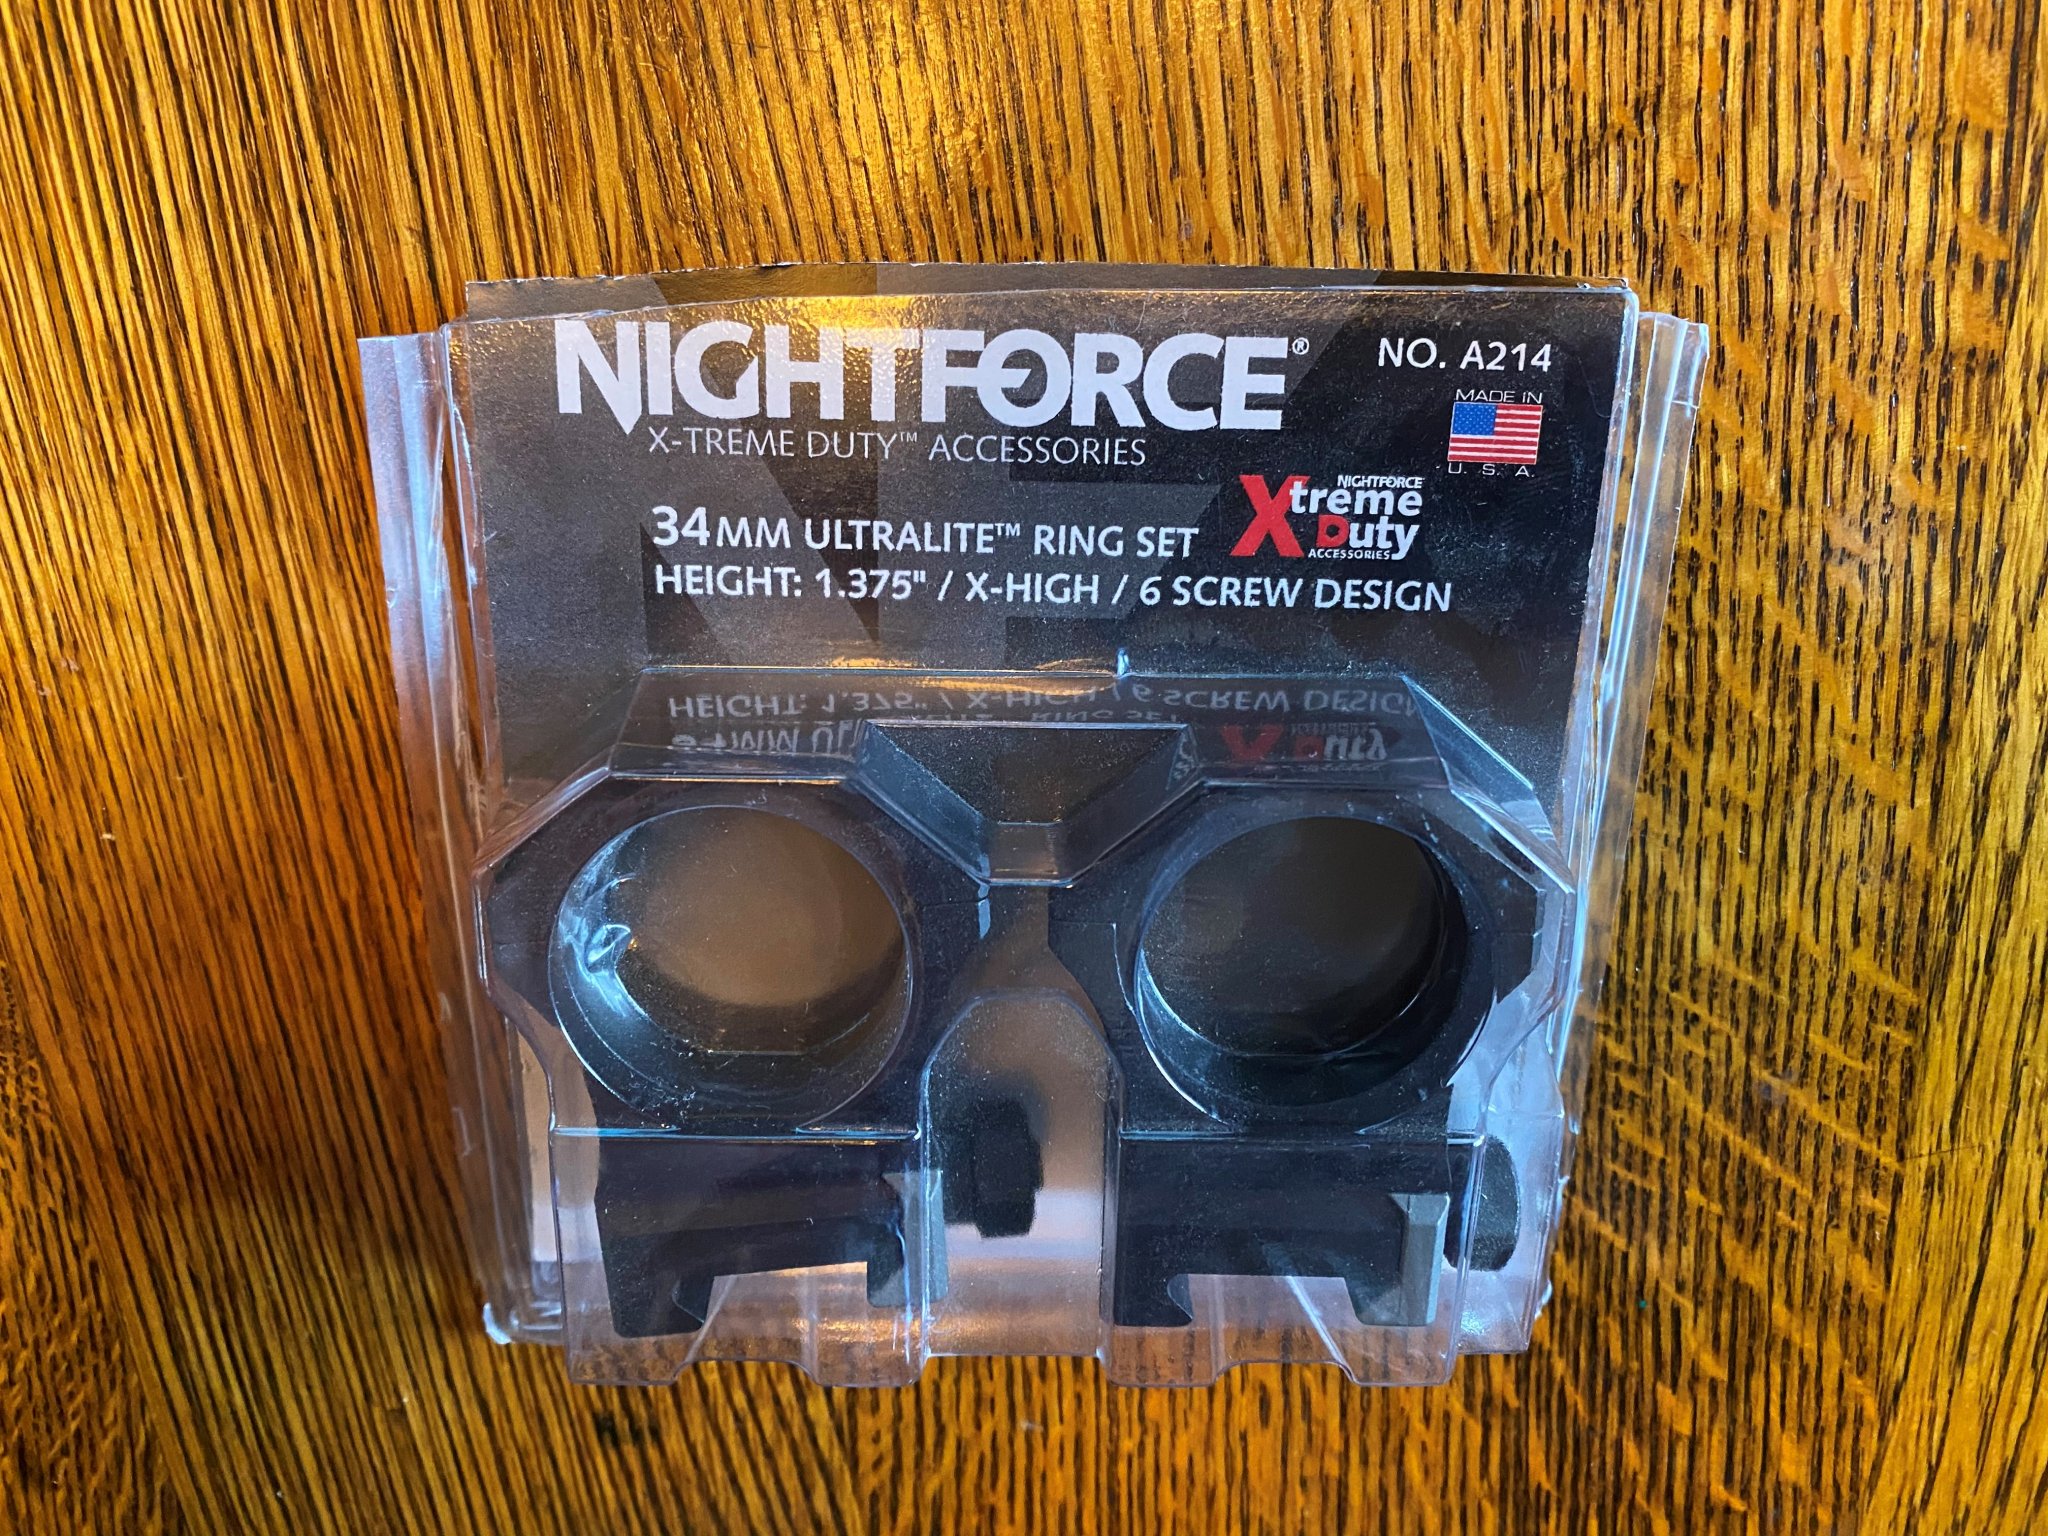 NIGHTFORCE®
X-TREME DUTY™ ACCESSORIES
NO. A214
MADE IN
U. S. A.
NIGHTFORCE
Xtreme
Duty
ACCESSORIES
34MM ULTRALITE™ RING SET
HEIGHT: 1.375" / X-HIGH / 6 SCREW DESIGN